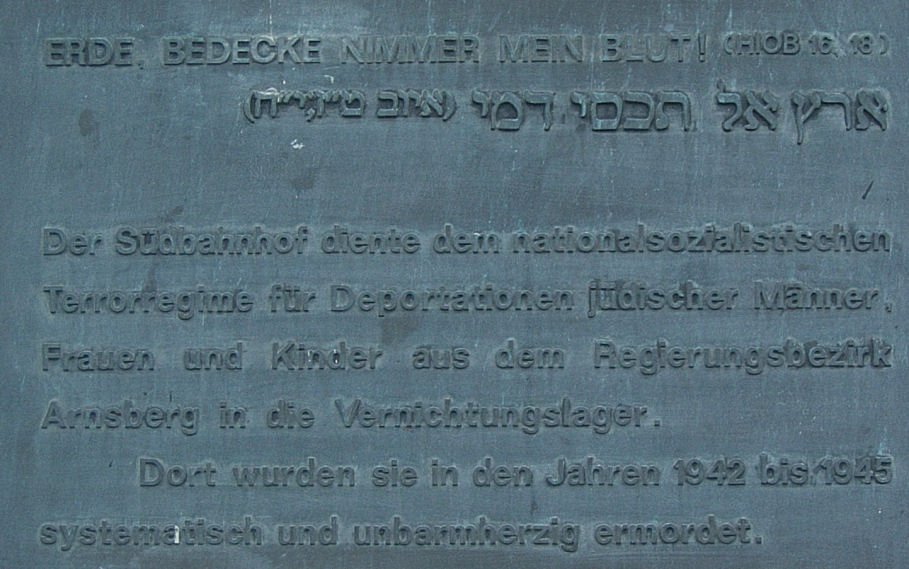 ERDE, BEDECKE NIMMER MEIN BLUT! (HIOB 16, 18)
ארץ אל תכסי דמי (איוב ט״ז,י״ח)
Der Südbahnhof diente dem nationalsozialistischen
Terrorregime für Deportationen jüdischer Männer,
Frauen und Kinder aus dem Regierungsbezirk
Arnsberg in die Vernichtungslager.
Dort wurden sie in den Jahren 1942 bis 1945
systematisch und unbarmherzig ermordet.